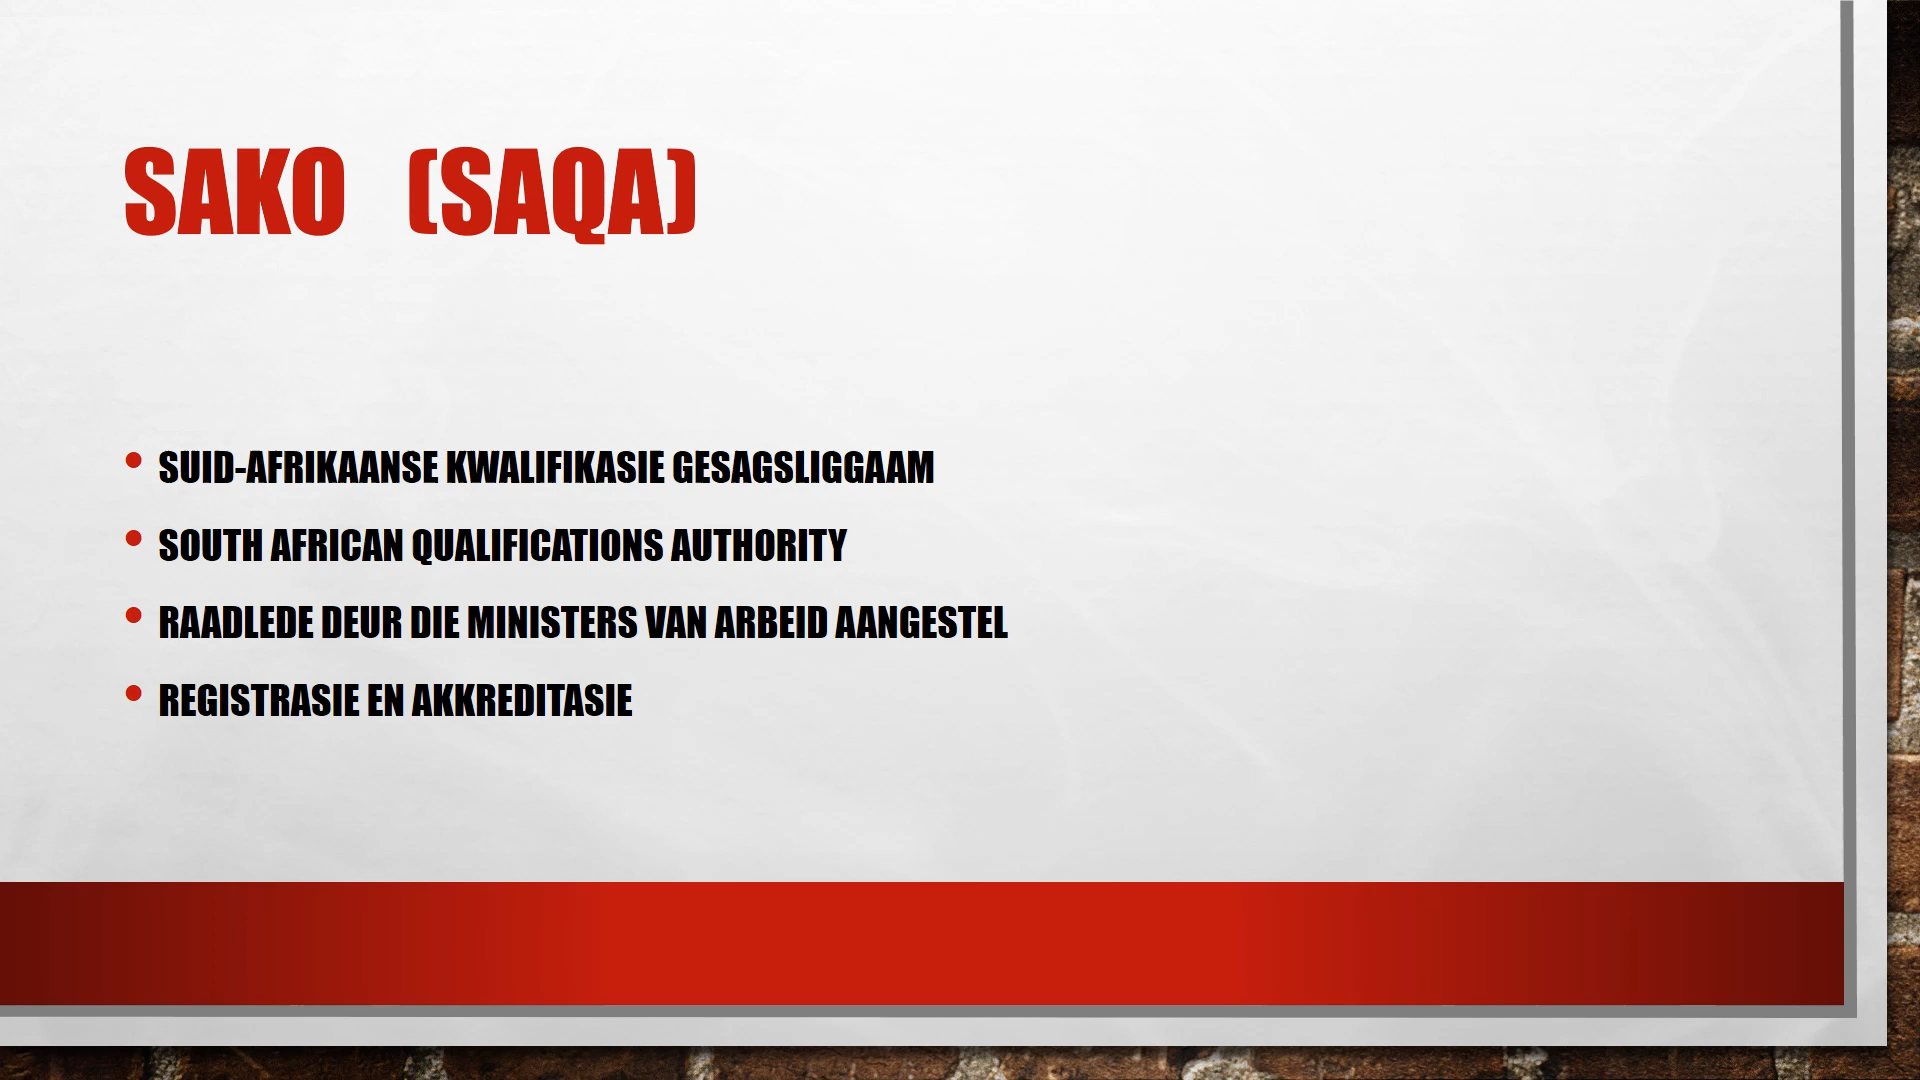 SAKO (SAQA)
• SUID-AFRIKAANSE KWALIFIKASIE GESAGSLIGGAAM
• SOUTH AFRICAN QUALIFICATIONS AUTHORITY
• RAADLEDE DEUR DIE MINISTERS VAN ARBEID AANGESTEL
• REGISTRASIE EN AKKREDITASIE